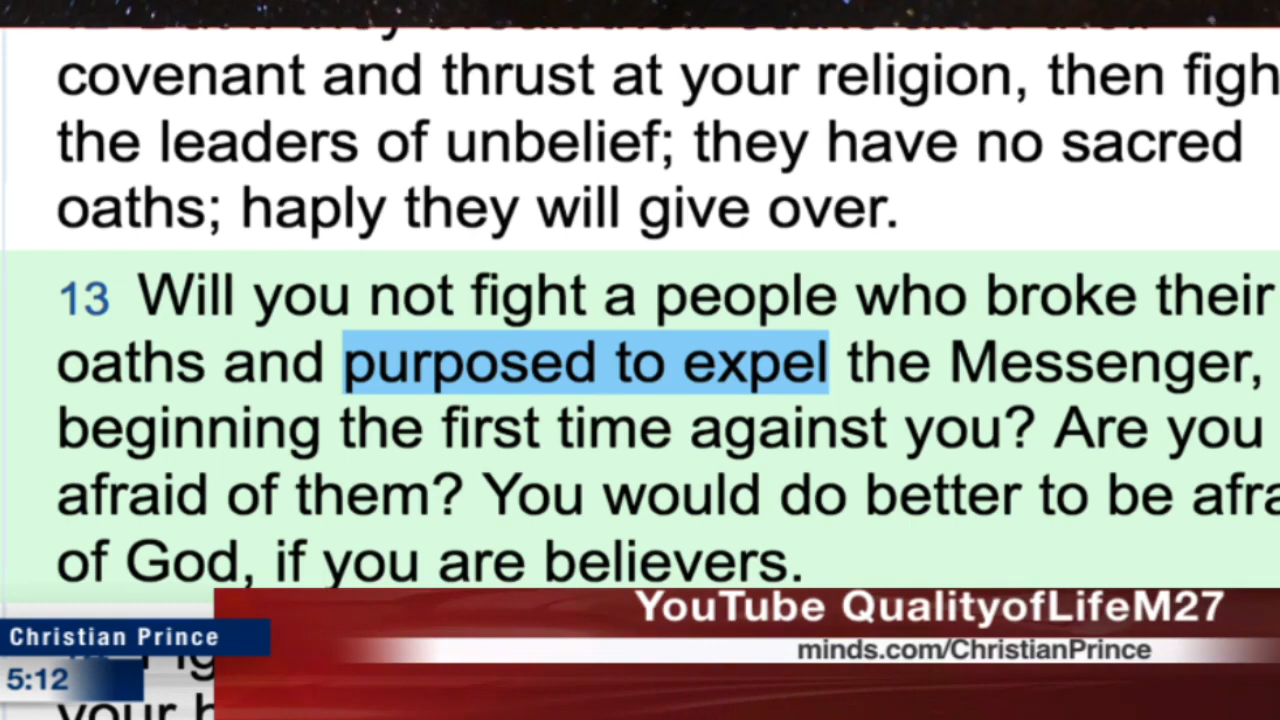 covenant and thrust at your religion, then figh
the leaders of unbelief; they have no sacred
oaths; haply they will give over.
13 Will you not fight a people who broke their
oaths and purposed to expel the Messenger,
beginning the first time against you? Are you
afraid of them? You would do better to be afra
of God, if you are believers.
YouTube QualityofLifeM27
minds.com/ChristianPrince
Christian Prince
5:12
your h